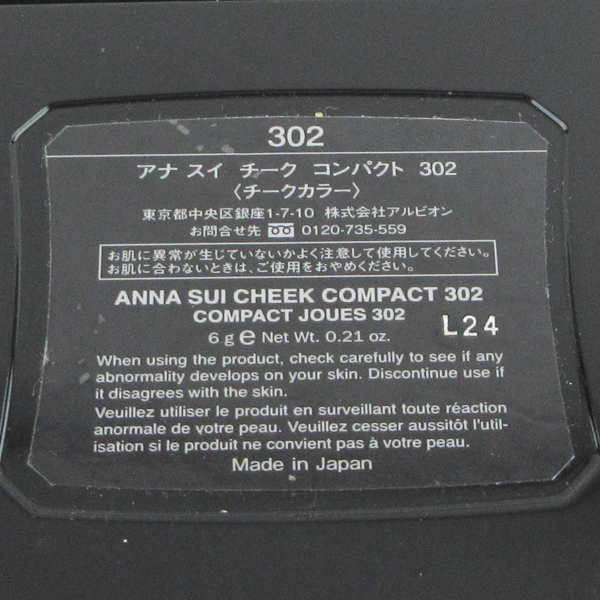 302
アナ スイ チーク コンパクト 302
〈チークカラー〉
東京都中央区銀座1-7-10 株式会社アルビオン
お問合せ先 0120-735-559
お肌に異常が生じていないかよく注意して使用してください。
お肌に合わないときは、ご使用をおやめください。
ANNA SUI CHEEK COMPACT 302
COMPACT JOUES 302
6 g e Net Wt. 0.21 oz.
L24
When using the product, check carefully to see if any
abnormality develops on your skin. Discontinue use if
it disagrees with the skin.
Veuillez utiliser le produit en surveillant toute réaction
anormale de votre peau. Veuillez cesser aussitôt l'util-
isation si le produit ne convient pas à votre peau.
Made in Japan